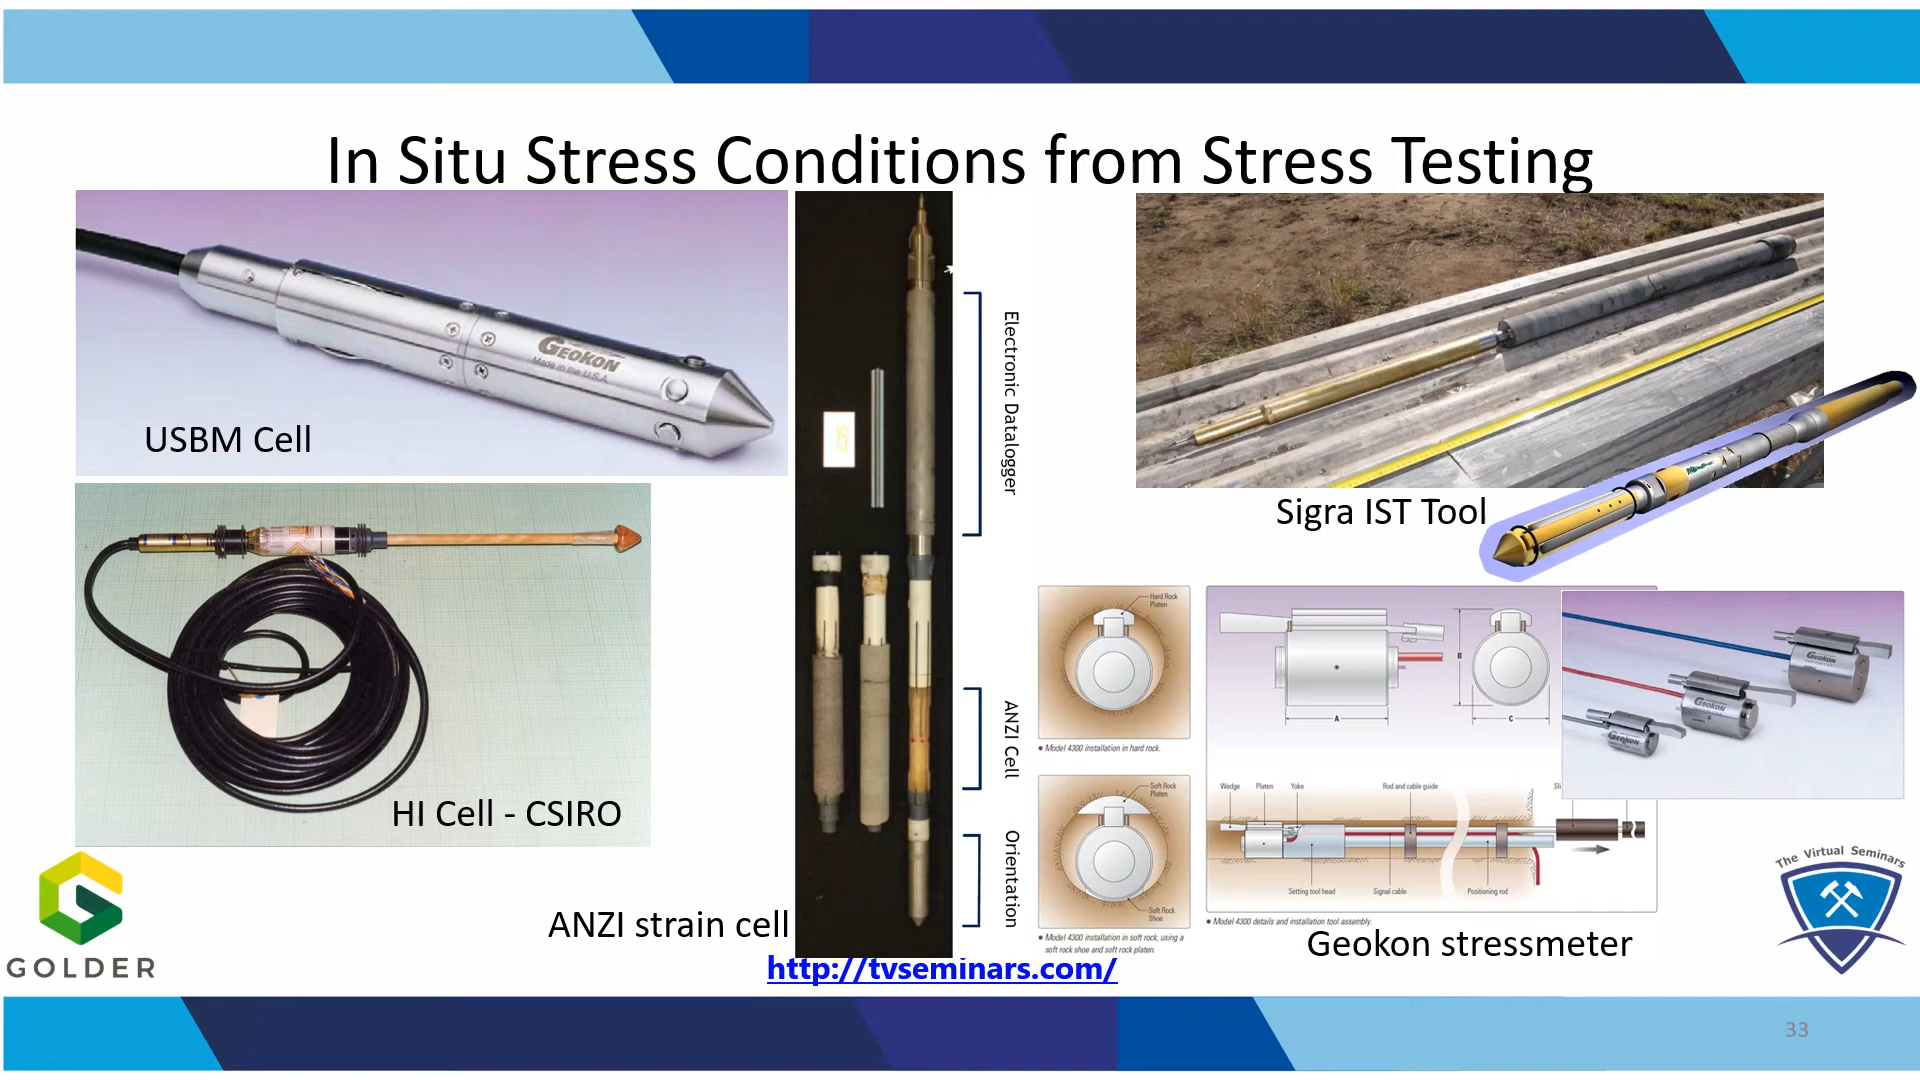 In Situ Stress Conditions from Stress Testing
GEOKON
Made in the U.S.A.
USBM Cell
HI Cell - CSIRO
ANZI strain cell
Electronic Datalogger
ANZI Cell
Orientation
Sigra IST Tool
Hard Rock
Platen
• Model 4300 installation in hard rock.
Soft Rock
Platen
Soft Rock
Shoe
• Model 4300 installation in soft rock, using a
soft rock shoe and soft rock platen.
A
B
C
Wedge
Platen
Yoke
Rod and cable guide
Setting tool head
Signal cable
Positioning rod
• Model 4300 details and installation tool assembly.
GEOKON
GEOKON
GEOKON
Geokon stressmeter
GOLDER
http://tvseminars.com/
The Virtual Seminars
33